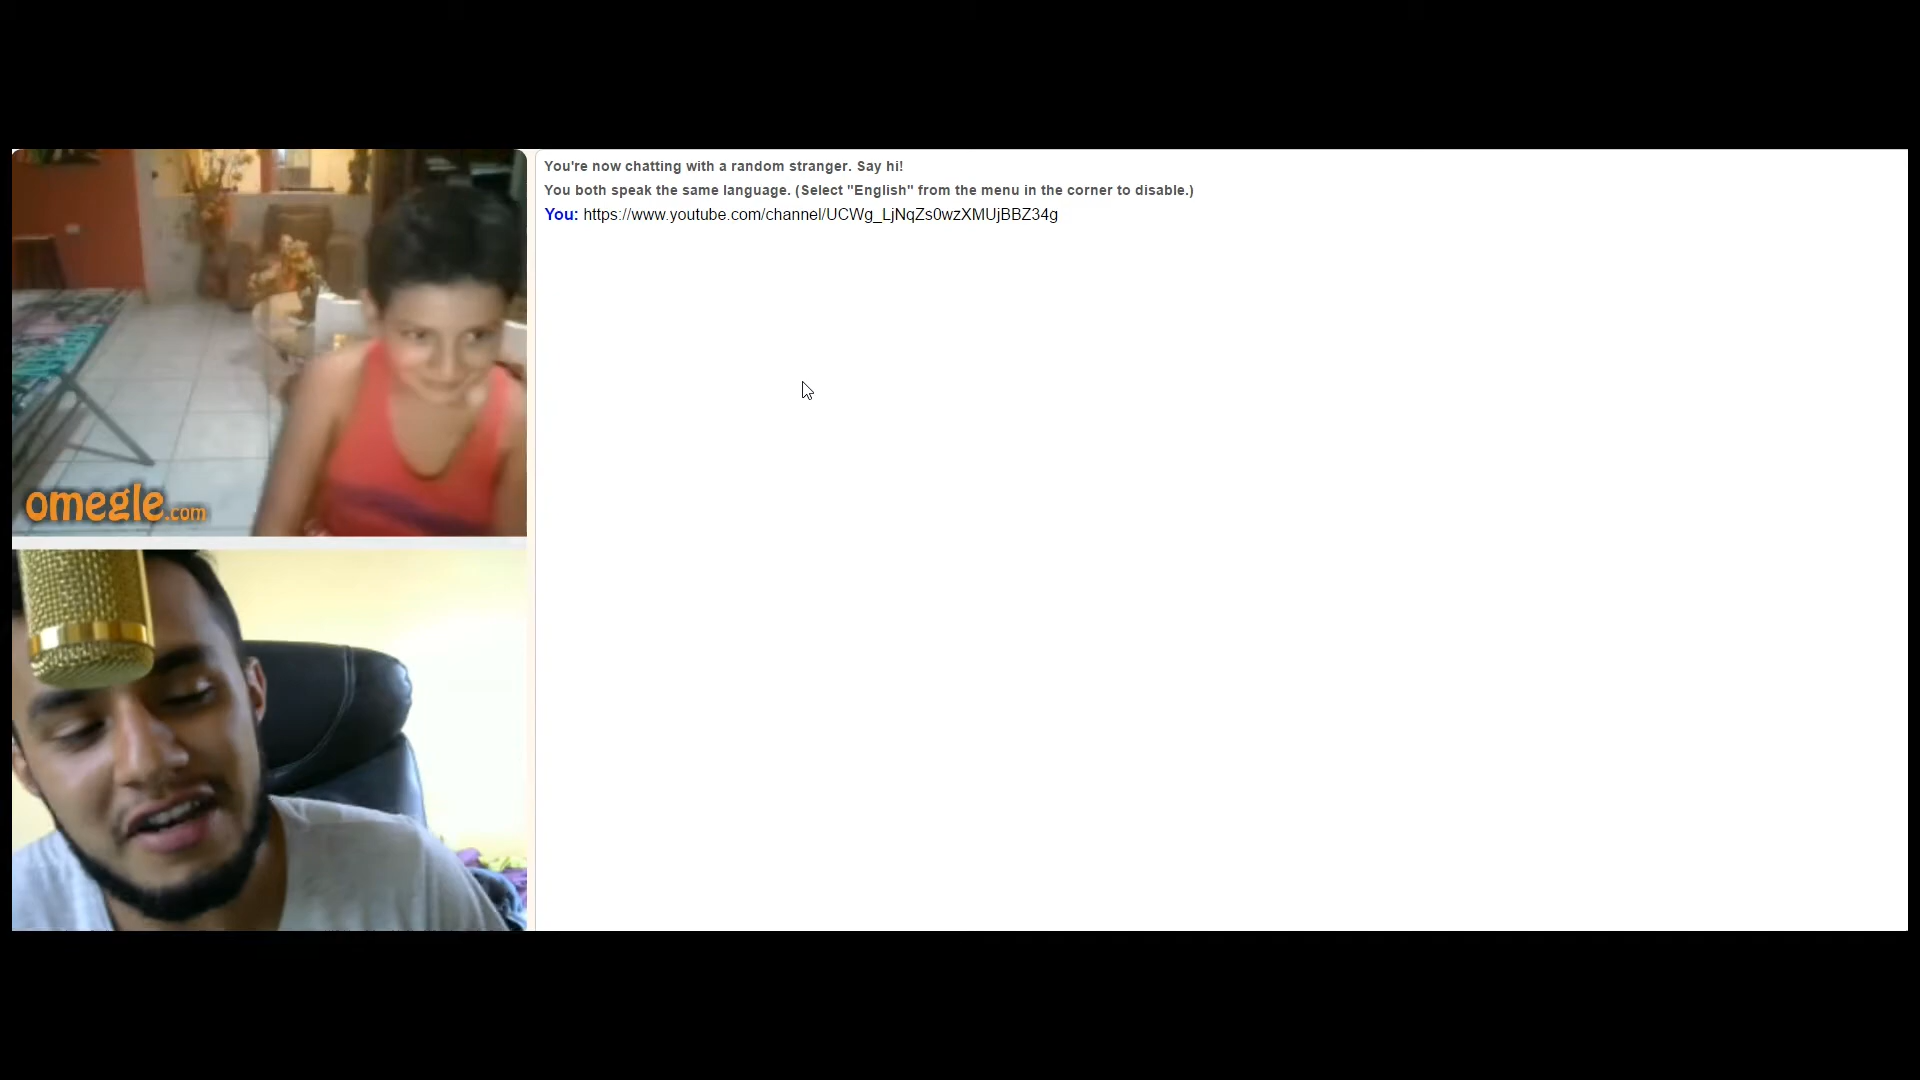 You're now chatting with a random stranger. Say hi!
You both speak the same language. (Select "English" from the menu in the corner to disable.)
You: https://www.youtube.com/channel/UCWg_LjNqZs0wzXMUjBBZ34g
omegle.com